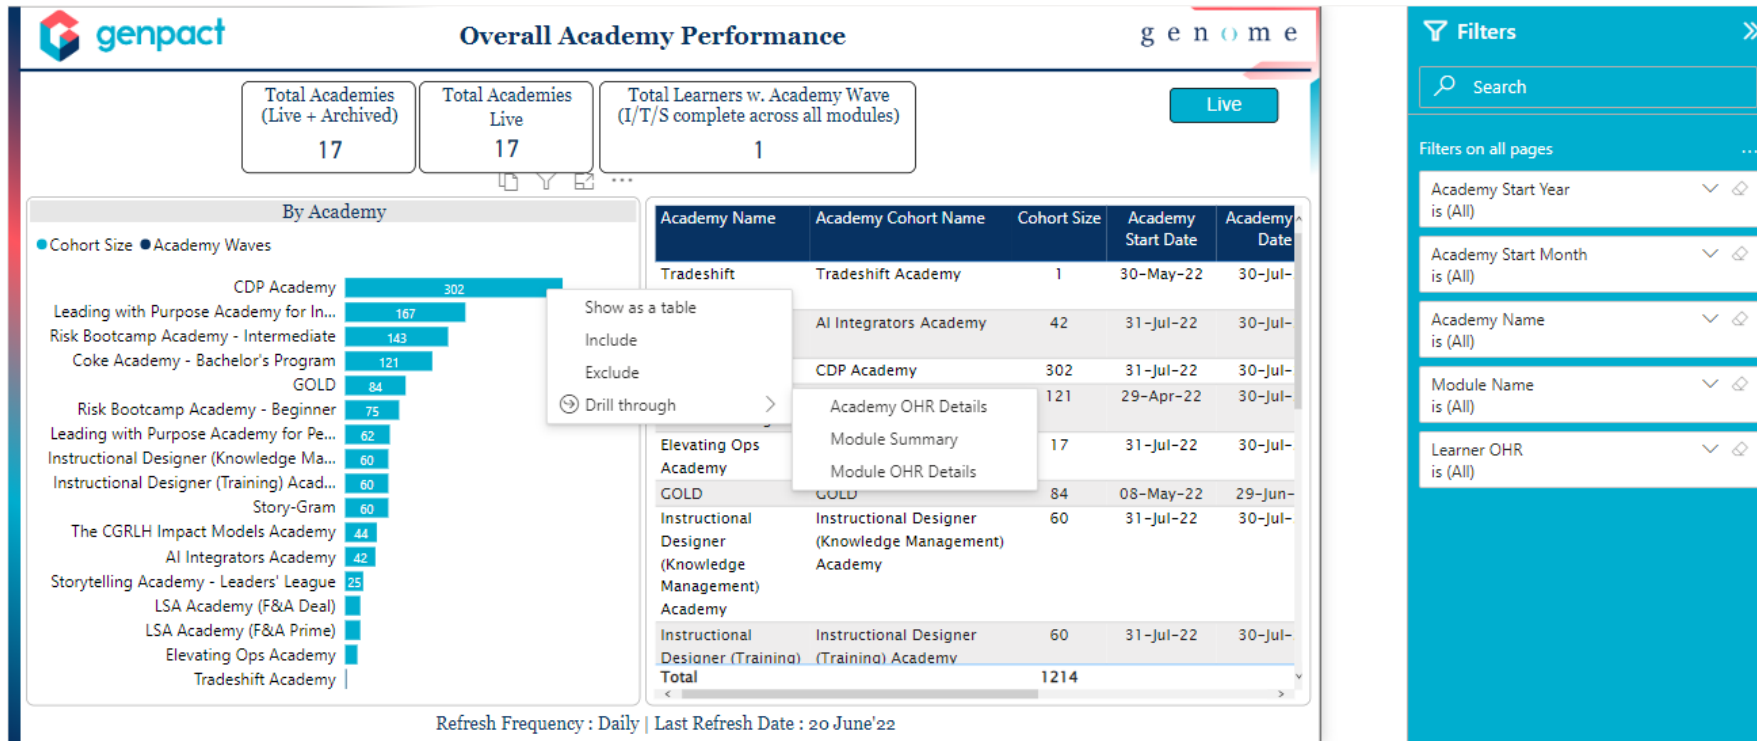 genpact
Overall Academy Performance
genome
Total Academies
(Live + Archived)
17
Total Academies
Live
17
Total Learners w. Academy Wave
(I/T/S complete across all modules)
1
Live
By Academy
Cohort Size
Academy Waves
CDP Academy 302
Leading with Purpose Academy for In... 167
Risk Bootcamp Academy - Intermediate 143
Coke Academy - Bachelor's Program 121
GOLD 84
Risk Bootcamp Academy - Beginner 75
Leading with Purpose Academy for Pe... 62
Instructional Designer (Knowledge Ma... 60
Instructional Designer (Training) Acad... 60
Story-Gram 60
The CGRLH Impact Models Academy 44
AI Integrators Academy 42
Storytelling Academy - Leaders' League 25
LSA Academy (F&A Deal)
LSA Academy (F&A Prime)
Elevating Ops Academy
Tradeshift Academy
Show as a table
Include
Exclude
Drill through
Academy OHR Details
Module Summary
Module OHR Details
Academy Name Academy Cohort Name Cohort Size Academy Academy
Start Date Date
Tradeshift Tradeshift Academy 1 30-May-22 30-Jul-
AI Integrators Academy 42 31-Jul-22 30-Jul-
CDP Academy 302 31-Jul-22 30-Jul-
121 29-Apr-22 30-Jul-
Elevating Ops 17 31-Jul-22 30-Jul-
Academy
GOLD GOLD 84 08-May-22 29-Jun-
Instructional Instructional Designer 60 31-Jul-22 30-Jul-
Designer (Knowledge Management)
(Knowledge Academy
Management)
Academy
Instructional Instructional Designer 60 31-Jul-22 30-Jul-
Designer (Training) (Training) Academy
Total 1214
Refresh Frequency : Daily | Last Refresh Date : 20 June'22
Filters
Search
Filters on all pages
Academy Start Year
is (All)
Academy Start Month
is (All)
Academy Name
is (All)
Module Name
is (All)
Learner OHR
is (All)